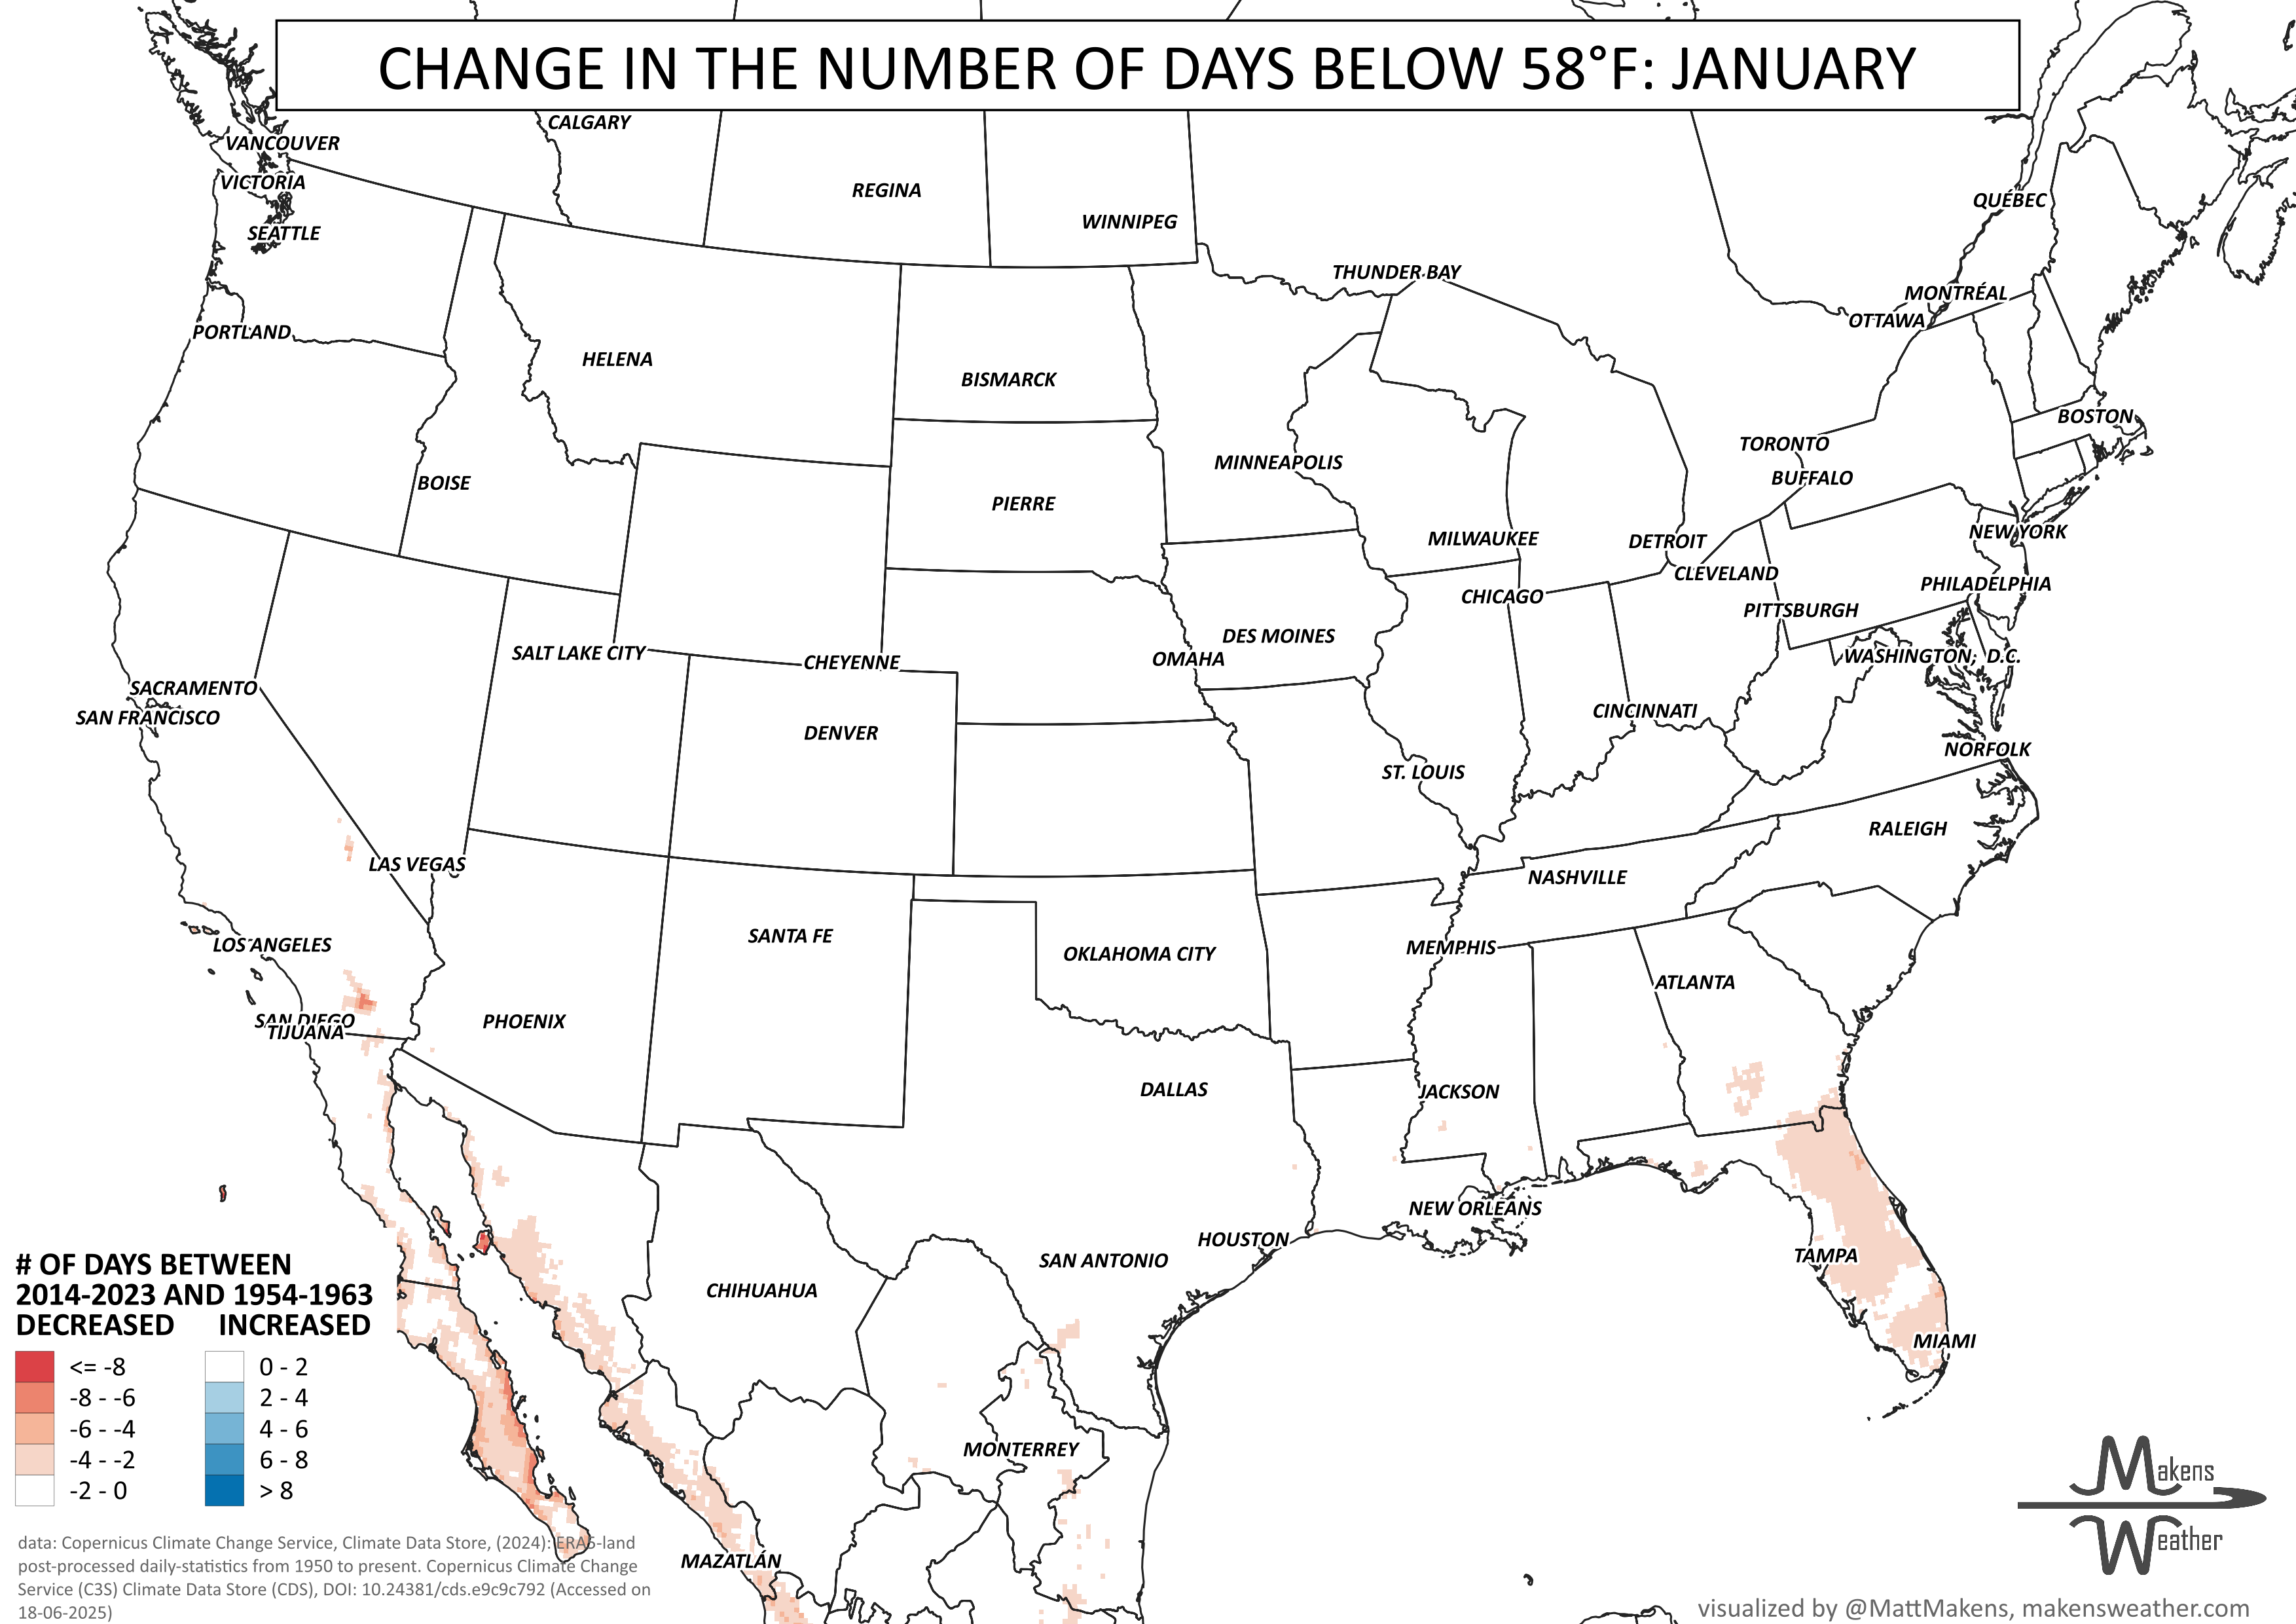 CHANGE IN THE NUMBER OF DAYS BELOW 58°F: JANUARY
CALGARY
VANCOUVER
VICTORIA
REGINA
QUÉBEC
WINNIPEG
SEATTLE
THUNDER BAY
MONTRÉAL
OTTAWA
PORTLAND
HELENA
BISMARCK
BOSTON
TORONTO
MINNEAPOLIS
BUFFALO
BOISE
PIERRE
NEW YORK
MILWAUKEE
DETROIT
CLEVELAND
PHILADELPHIA
CHICAGO
PITTSBURGH
DES MOINES
SALT LAKE CITY
CHEYENNE
OMAHA
WASHINGTON, D.C.
SACRAMENTO
SAN FRANCISCO
CINCINNATI
DENVER
NORFOLK
ST. LOUIS
RALEIGH
LAS VEGAS
NASHVILLE
SANTA FE
LOS ANGELES
MEMPHIS
OKLAHOMA CITY
ATLANTA
SAN DIEGO
PHOENIX
TIJUANA
DALLAS
JACKSON
NEW ORLEANS
HOUSTON
TAMPA
SAN ANTONIO
CHIHUAHUA
MIAMI
MONTERREY
MAZATLÁN
# OF DAYS BETWEEN
2014-2023 AND 1954-1963
DECREASED INCREASED
<= -8 0 - 2
-8 - -6 2 - 4
-6 - -4 4 - 6
-4 - -2 6 - 8
-2 - 0 > 8
data: Copernicus Climate Change Service, Climate Data Store, (2024): ERA5-land
post-processed daily-statistics from 1950 to present. Copernicus Climate Change
Service (C3S) Climate Data Store (CDS), DOI: 10.24381/cds.e9c9c792 (Accessed on
18-06-2025)
Makens
Weather
visualized by @MattMakens, makensweather.com